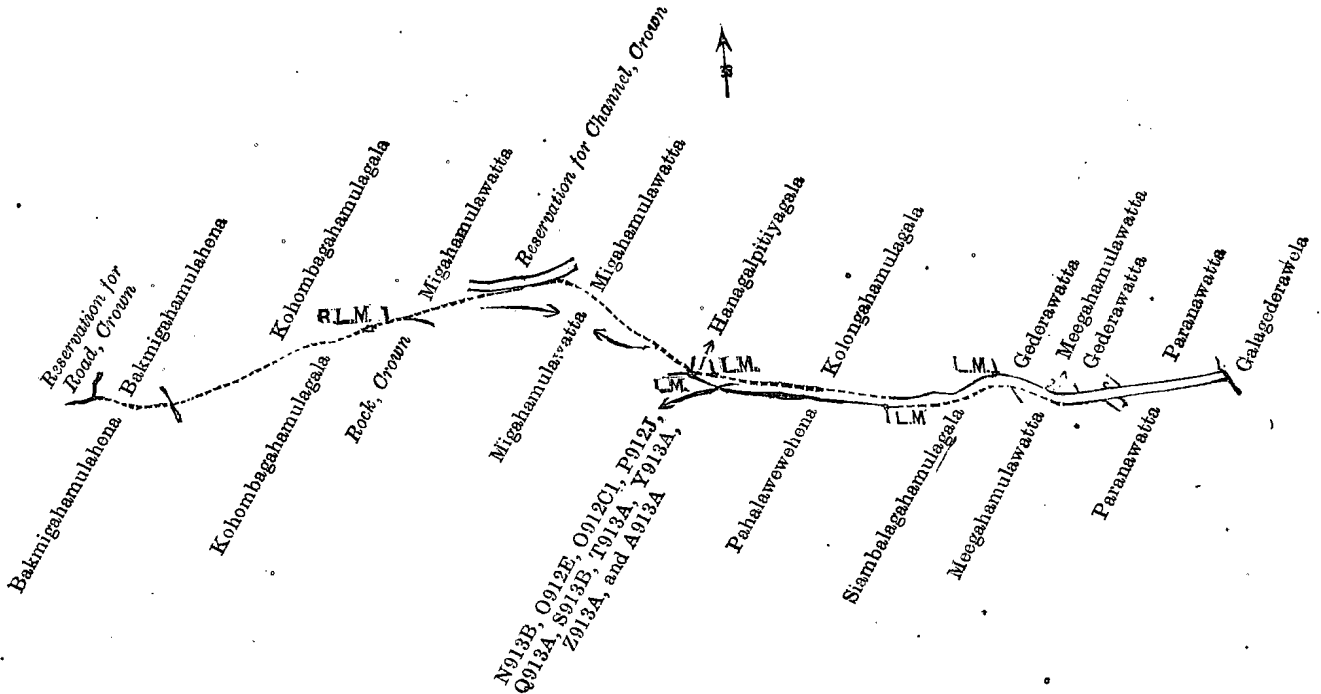 Reservation for
Road, Crown
Bakmigahamulahena
Kohombagahamulagala
Migahamulawatta
Reservation for Channel, Crown
Migahamulawatta
Hanagalpitiyagala
Kolongahamulagala
Gederawatta
Meegahamulawatta
Gederawatta
Paranawatta
Galagederawela
R.L.M.
L.M.
L.M.
L.M.
L.M
Bakmigahamulahena
Kohombagahamulagala
Rock, Crown
Migahamulawatta
N913B, O912E, O912C1, P912J,
Q913A, S913B, T913A, Y913A,
Z913A, and A913A
Pahalawewehena
Siambalagahamulagala
Meegahamulawatta
Paranawatta